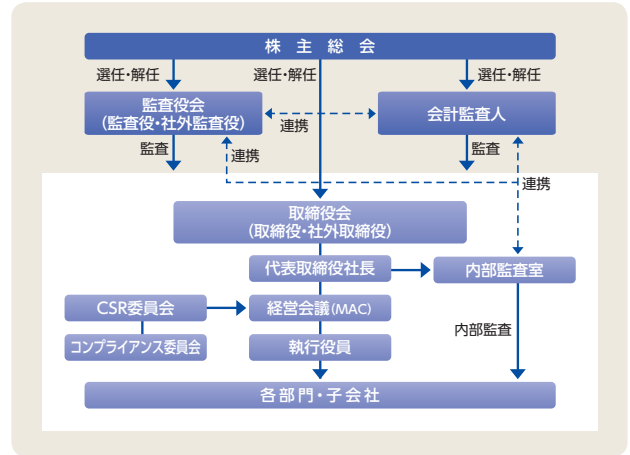 株主総会
選任・解任
選任・解任
選任・解任
監査役会
(監査役・社外監査役)
会計監査人
連携
監査
連携
監査
連携
取締役会
(取締役・社外取締役)
代表取締役社長
内部監査室
CSR委員会
経営会議(MAC)
内部監査
コンプライアンス委員会
執行役員
各部門・子会社